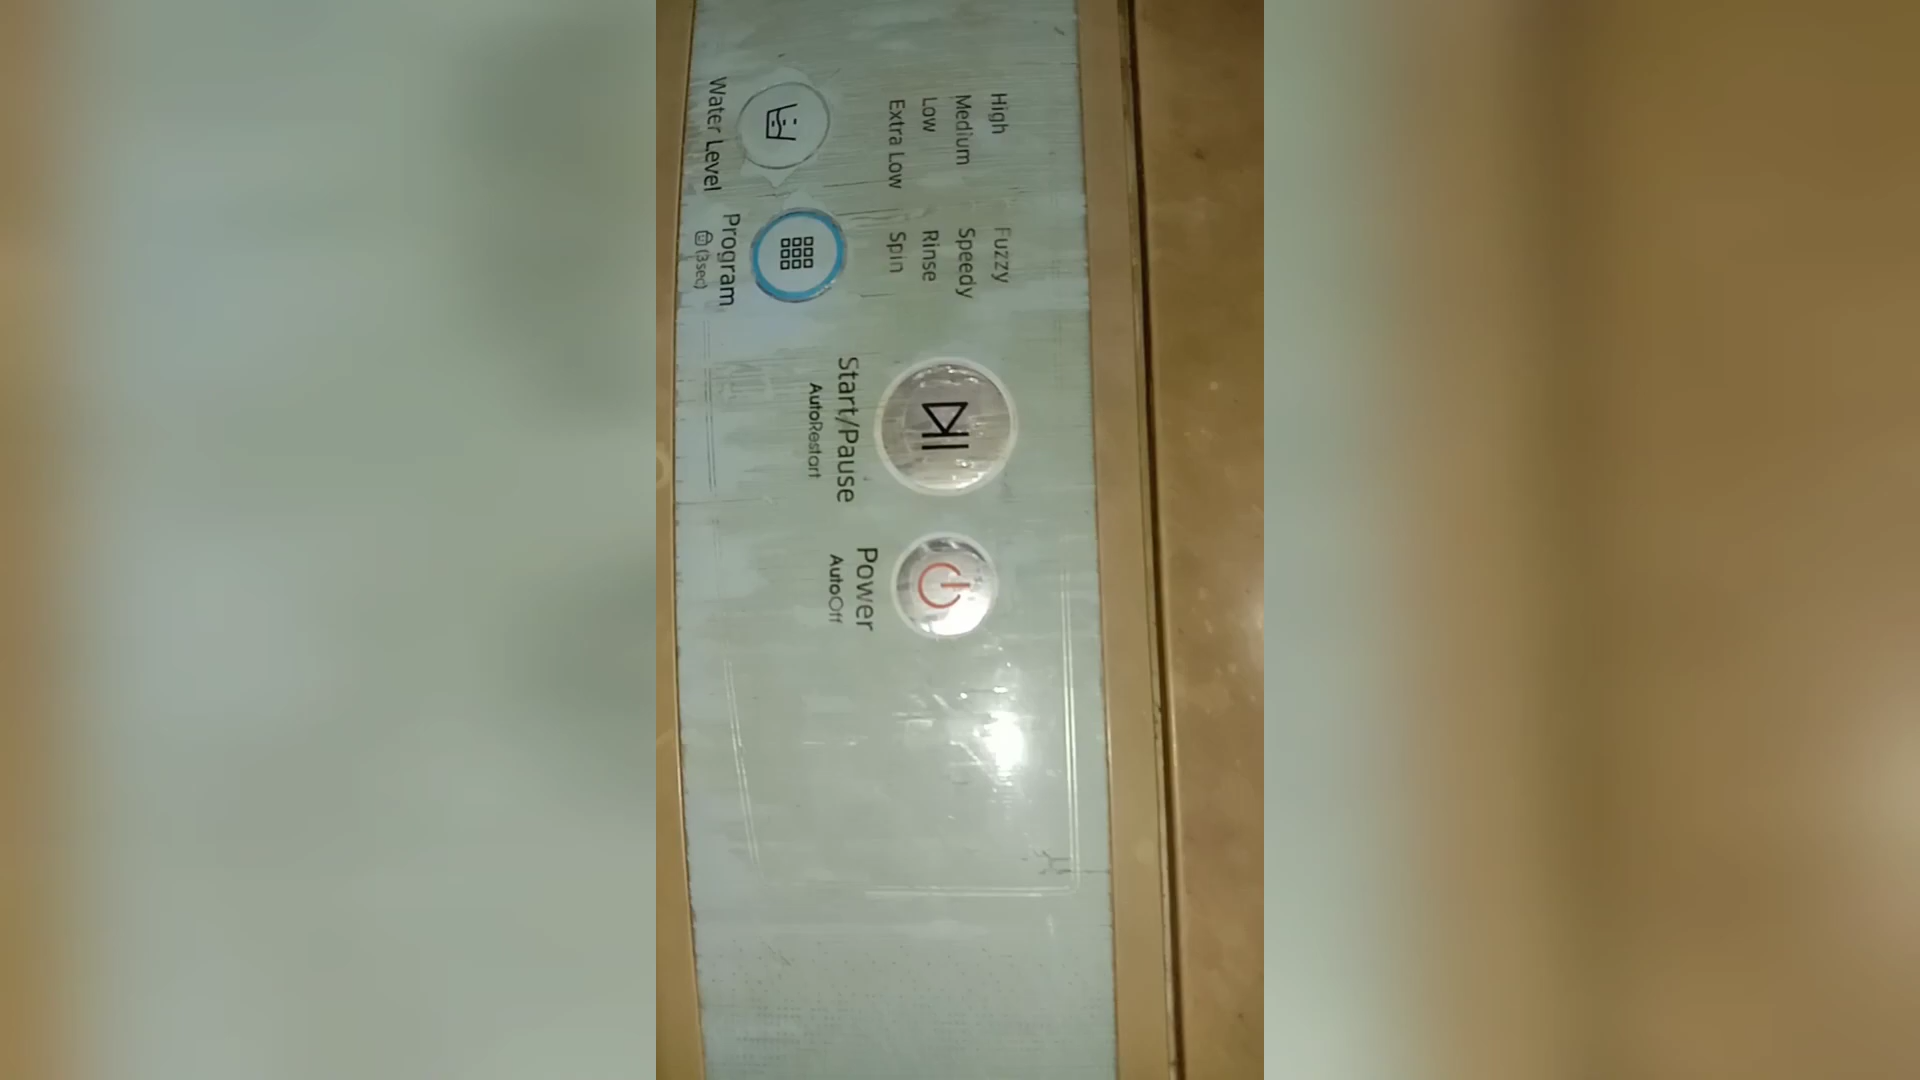 High
Medium
Low
Extra Low
Water Level
Fuzzy
Speedy
Rinse
Spin
Program
(3sec)
Start/Pause
AutoRestart
Power
AutoOff